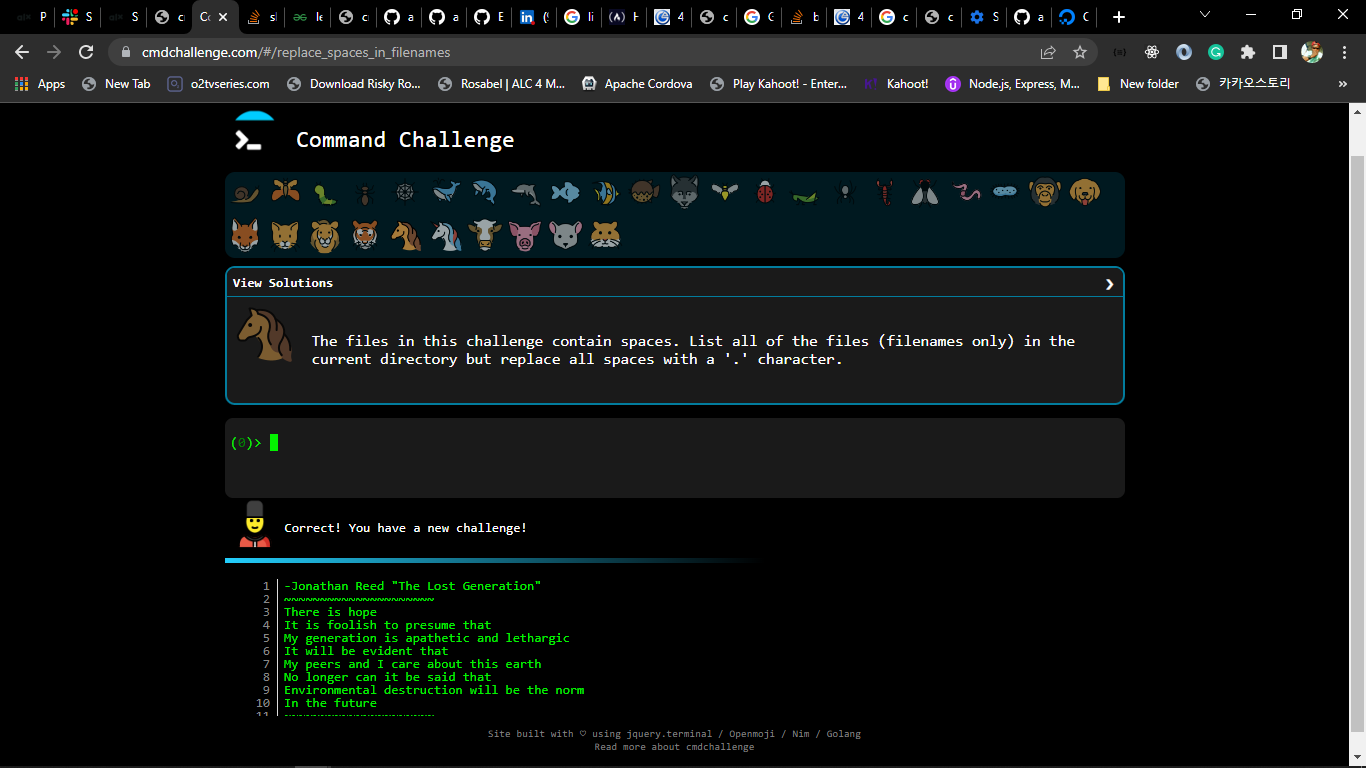 P S S c Co S le c a a E (9 li H 4 c G b 4 c c S a C
cmdchallenge.com/#/replace_spaces_in_filenames
Apps New Tab o2tvseries.com Download Risky Ro... Rosabel | ALC 4 M... Apache Cordova Play Kahoot! - Enter... Kahoot! Node.js, Express, M... New folder 카카오스토리 »
Command Challenge
View Solutions
The files in this challenge contain spaces. List all of the files (filenames only) in the
current directory but replace all spaces with a '.' character.
(0)>
Correct! You have a new challenge!
1 -Jonathan Reed "The Lost Generation"
2 ~~~~~~~~~~~~~~~~~~~~~
3 There is hope
4 It is foolish to presume that
5 My generation is apathetic and lethargic
6 It will be evident that
7 My peers and I care about this earth
8 No longer can it be said that
9 Environmental destruction will be the norm
10 In the future
11 ~~~~~~~~~~~~~~~~~~~~~
Site built with ♡ using jquery.terminal / Openmoji / Nim / Golang
Read more about cmdchallenge